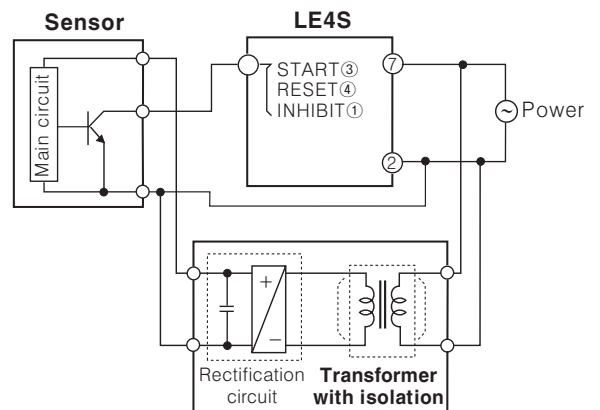 Sensor
LE4S
Main circuit
START③
RESET④
INHIBIT①
⑦
②
~
Power
+
−
Rectification
circuit
Transformer
with isolation